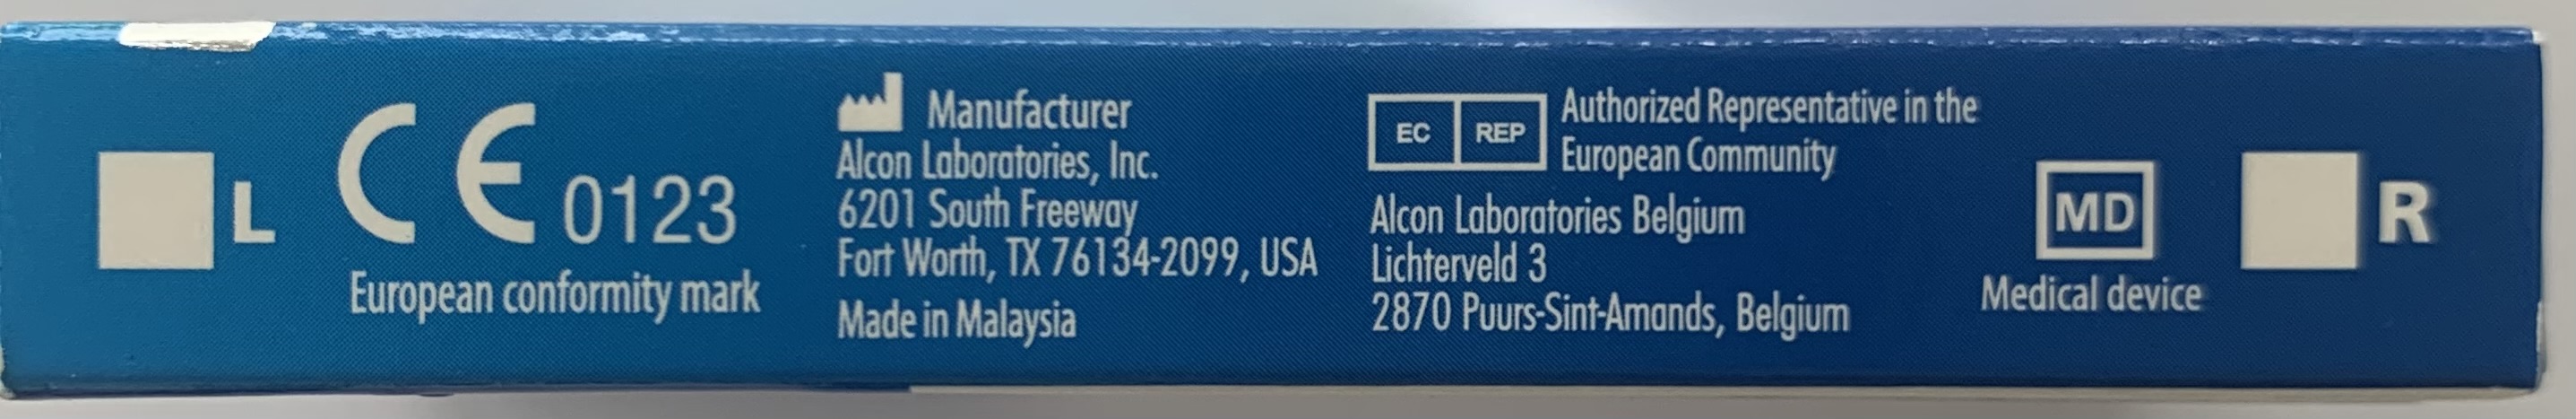 L
CE 0123
European conformity mark
Manufacturer
Alcon Laboratories, Inc.
6201 South Freeway
Fort Worth, TX 76134-2099, USA
Made in Malaysia
EC REP
Authorized Representative in the
European Community
Alcon Laboratories Belgium
Lichterveld 3
2870 Puurs-Sint-Amands, Belgium
MD
Medical device
R